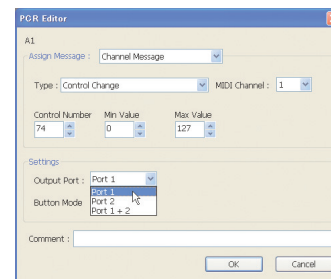 PCR Editor
A1
Assign Message : Channel Message
Type : Control Change MIDI Channel : 1
Control Number Min Value Max Value
74 0 127
Settings
Output Port : Port 1
Port 1
Button Mode Port 2
Port 1 + 2
Comment :
OK Cancel